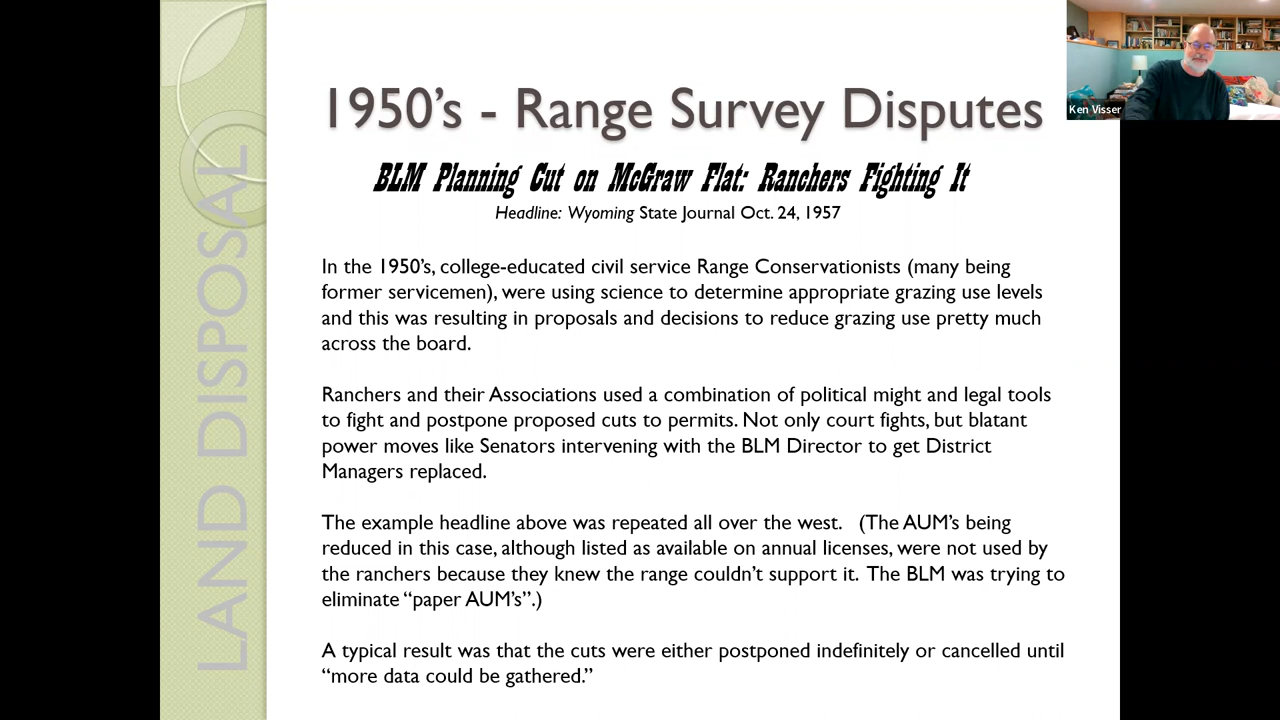 LAND DISPOSAL
1950’s - Range Survey Disputes
BLM Planning Cut on McGraw Flat: Ranchers Fighting It
Headline: Wyoming State Journal Oct. 24, 1957
In the 1950’s, college-educated civil service Range Conservationists (many being
former servicemen), were using science to determine appropriate grazing use levels
and this was resulting in proposals and decisions to reduce grazing use pretty much
across the board.
Ranchers and their Associations used a combination of political might and legal tools
to fight and postpone proposed cuts to permits. Not only court fights, but blatant
power moves like Senators intervening with the BLM Director to get District
Managers replaced.
The example headline above was repeated all over the west. (The AUM’s being
reduced in this case, although listed as available on annual licenses, were not used by
the ranchers because they knew the range couldn’t support it. The BLM was trying to
eliminate “paper AUM’s”.)
A typical result was that the cuts were either postponed indefinitely or cancelled until
“more data could be gathered.”
Ken Visser